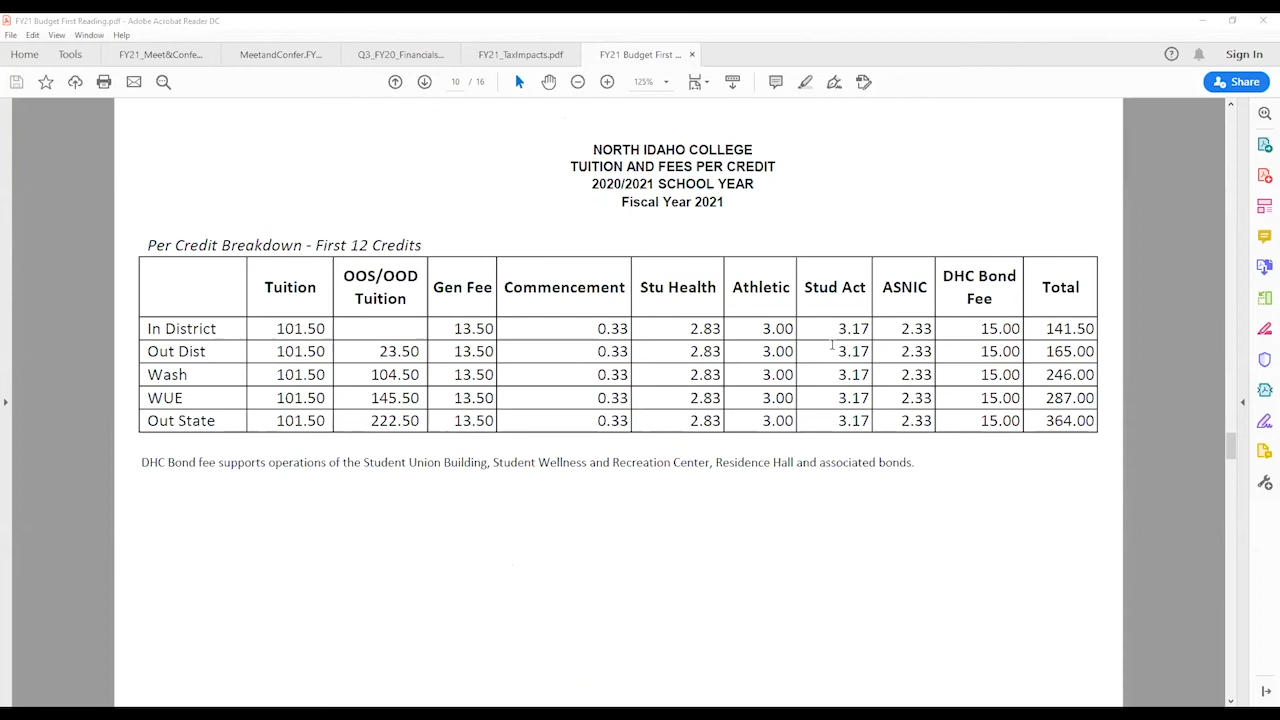 FY21 Budget First Reading.pdf - Adobe Acrobat Reader DC
File Edit View Window Help
Home Tools FY21_Meet&Confe... MeetandConfer.FY... Q3_FY20_Financials... FY21_TaxImpacts.pdf FY21 Budget First ... × Sign In
10 / 16 125% Share
NORTH IDAHO COLLEGE
TUITION AND FEES PER CREDIT
2020/2021 SCHOOL YEAR
Fiscal Year 2021
Per Credit Breakdown - First 12 Credits
Tuition OOS/OOD Tuition Gen Fee Commencement Stu Health Athletic Stud Act ASNIC DHC Bond Fee Total
In District 101.50 13.50 0.33 2.83 3.00 3.17 2.33 15.00 141.50
Out Dist 101.50 23.50 13.50 0.33 2.83 3.00 3.17 2.33 15.00 165.00
Wash 101.50 104.50 13.50 0.33 2.83 3.00 3.17 2.33 15.00 246.00
WUE 101.50 145.50 13.50 0.33 2.83 3.00 3.17 2.33 15.00 287.00
Out State 101.50 222.50 13.50 0.33 2.83 3.00 3.17 2.33 15.00 364.00
DHC Bond fee supports operations of the Student Union Building, Student Wellness and Recreation Center, Residence Hall and associated bonds.